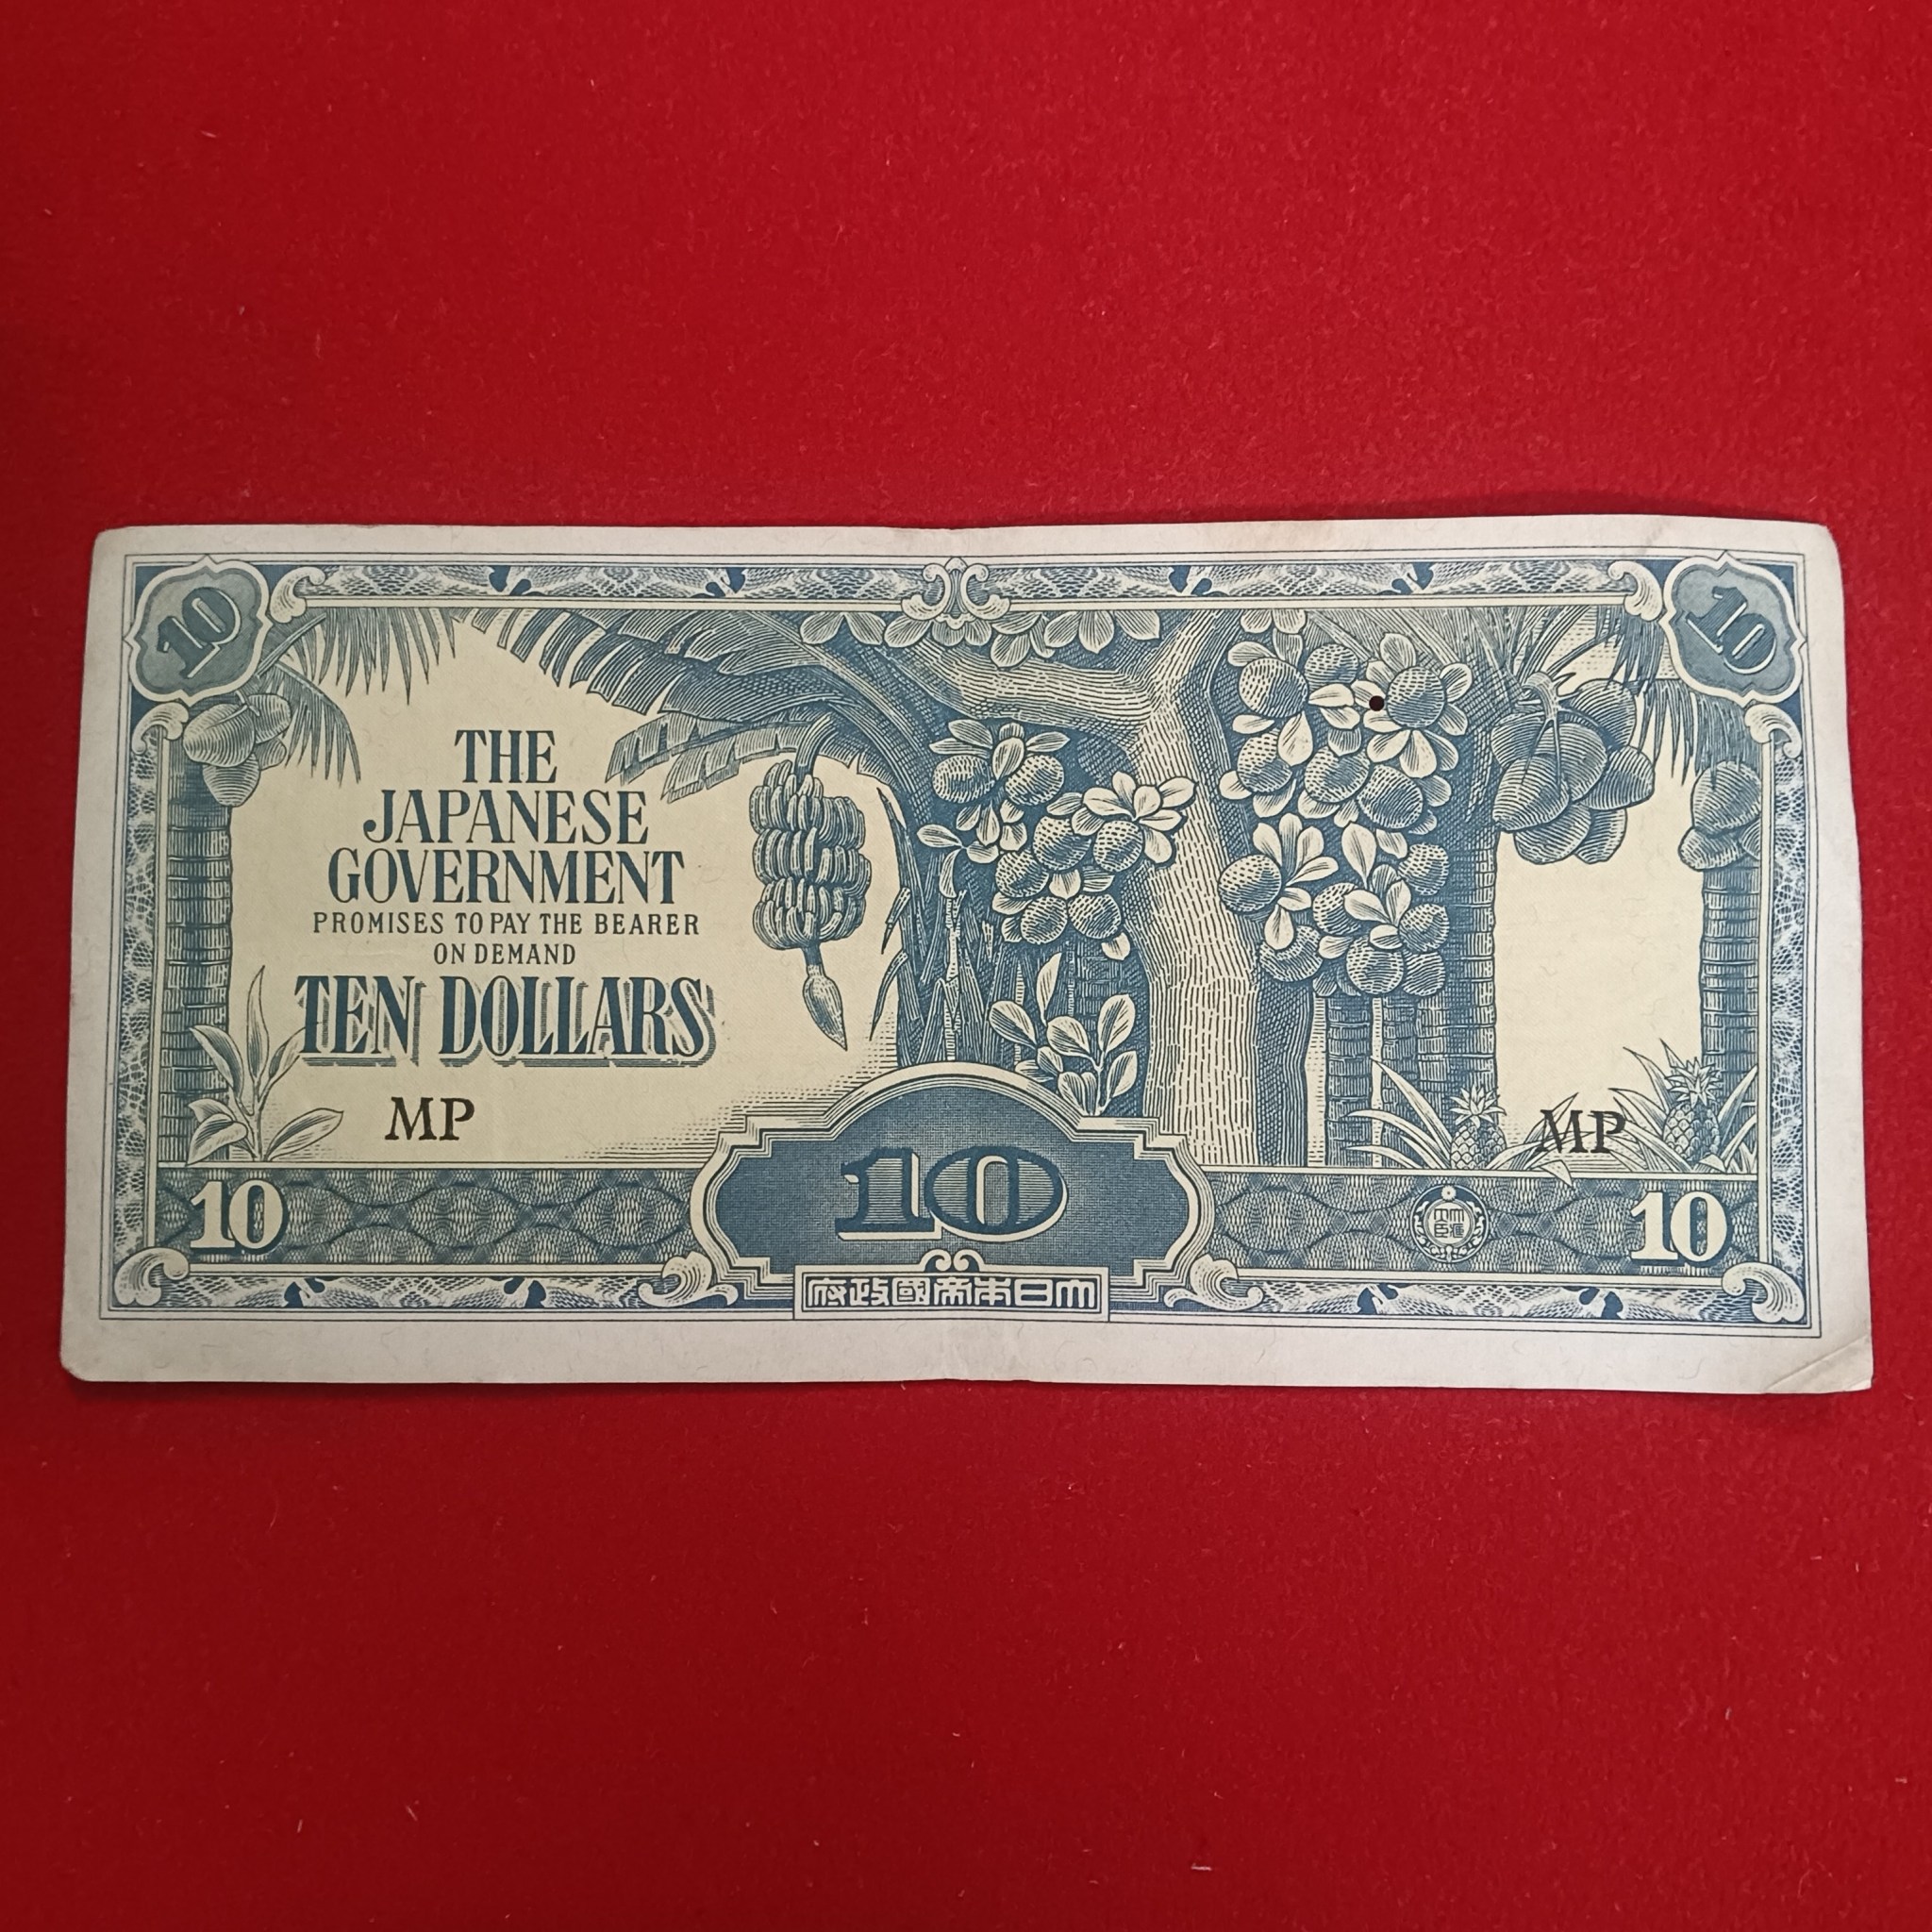 10
10
THE
JAPANESE
GOVERNMENT
PROMISES TO PAY THE BEARER
ON DEMAND
TEN DOLLARS
MP
MP
10
10
10
府政國帝本日大